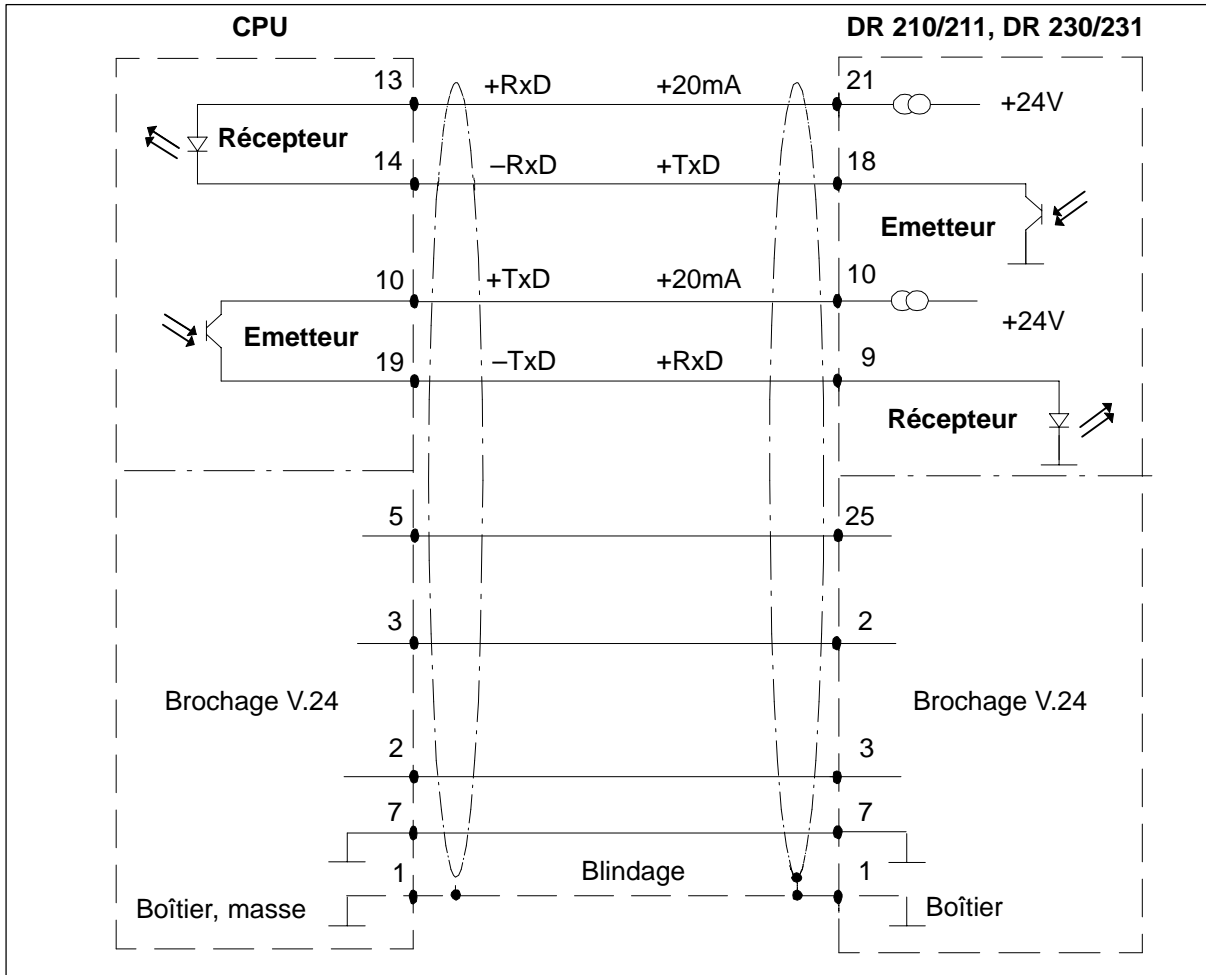 CPU DR 210/211, DR 230/231
13 +RxD +20mA 21 +24V
Récepteur
14 –RxD +TxD 18
Emetteur
10 +TxD +20mA 10
+24V
Emetteur
19 –TxD +RxD 9
Récepteur
5 25
3 2
Brochage V.24 Brochage V.24
2 3
7 7
1 Blindage 1
Boîtier, masse Boîtier